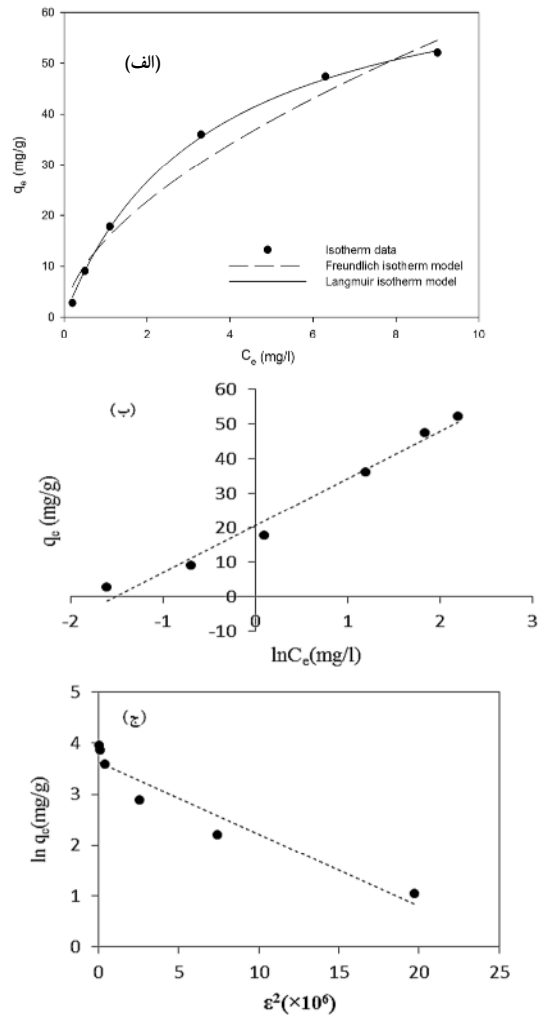 60
50
40
30
20
10
0
qₑ (mg/g)
(الف)
Isotherm data
Freundlich isotherm model
Langmuir isotherm model
0 2 4 6 8 10
Cₑ (mg/l)
(ب)
60
50
40
30
20
10
0
-10
qₑ (mg/g)
-2 -1 0 1 2 3
lnCₑ(mg/l)
(ج)
5
4
3
2
1
0
ln qₑ(mg/g)
0 5 10 15 20 25
ε²(×10⁶)